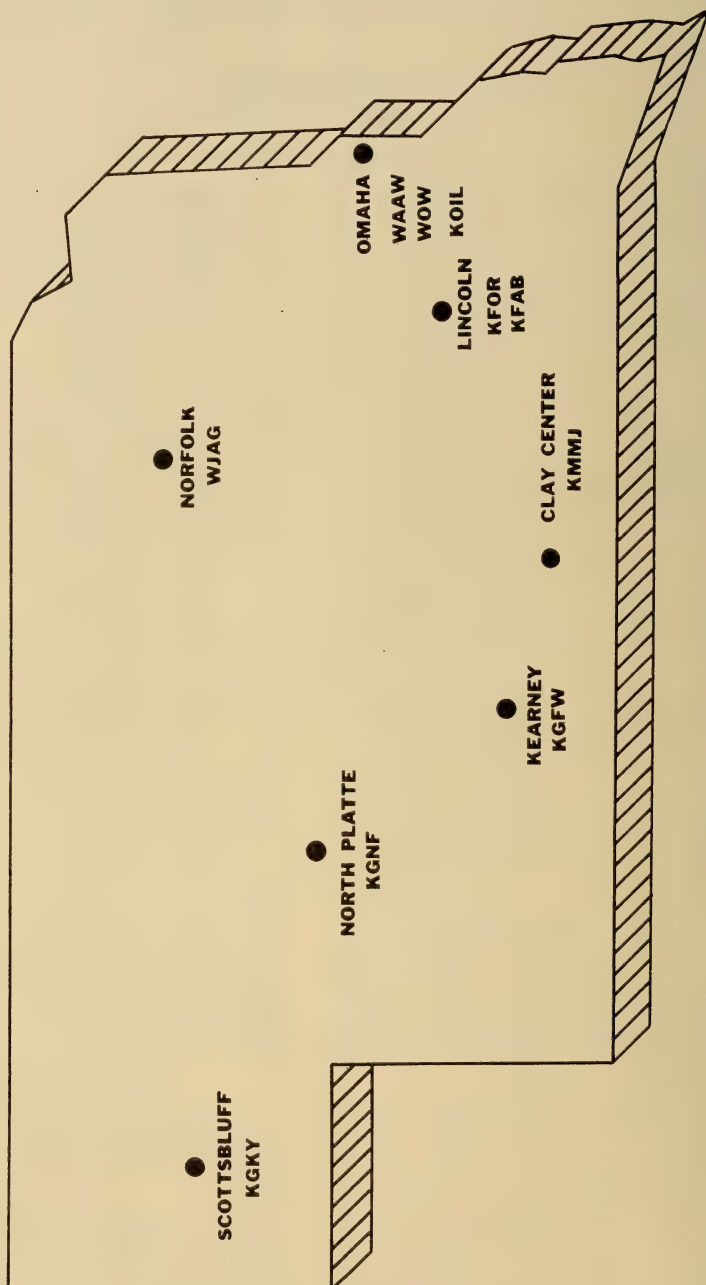 SCOTTSBLUFF
KGKY
NORTH PLATTE
KGNF
KEARNEY
KGFW
NORFOLK
WJAG
CLAY CENTER
KMMJ
LINCOLN
KFOR
KFAB
OMAHA
WAAW
WOW
KOIL